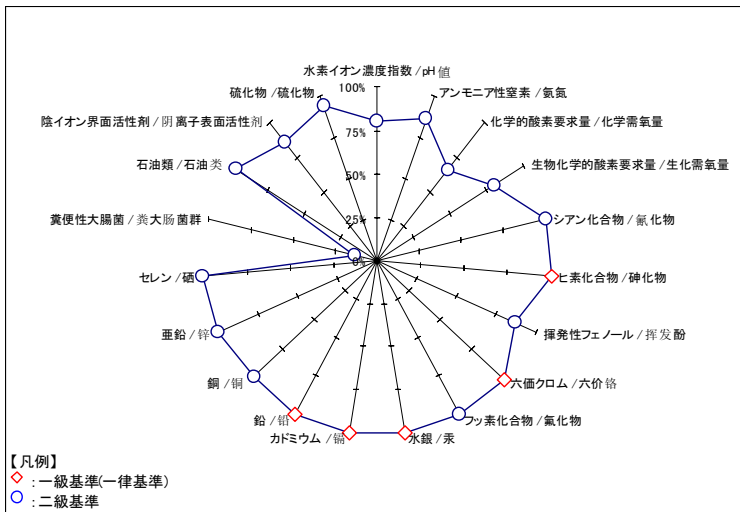 水素イオン濃度指数/pH値
硫化物/硫化物
アンモニア性窒素/氨氮
陰イオン界面活性剤/阴离子表面活性剂
化学的酸素要求量/化学需氧量
石油類/石油类
生物化学的酸素要求量/生化需氧量
糞便性大腸菌/粪大肠菌群
シアン化合物/氰化物
セレン/硒
ヒ素化合物/砷化物
亜鉛/锌
揮発性フェノール/挥发酚
銅/铜
六価クロム/六价铬
鉛/铅
フッ素化合物/氟化物
カドミウム/镉
水銀/汞
100%
75%
50%
25%
0%
【凡例】
:一級基準(一律基準)
:二級基準